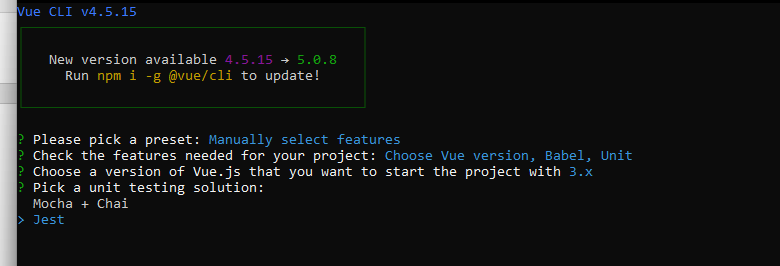 Vue CLI v4.5.15
New version available 4.5.15 → 5.0.8
Run npm i -g @vue/cli to update!
? Please pick a preset: Manually select features
? Check the features needed for your project: Choose Vue version, Babel, Unit
? Choose a version of Vue.js that you want to start the project with 3.x
? Pick a unit testing solution:
Mocha + Chai
> Jest